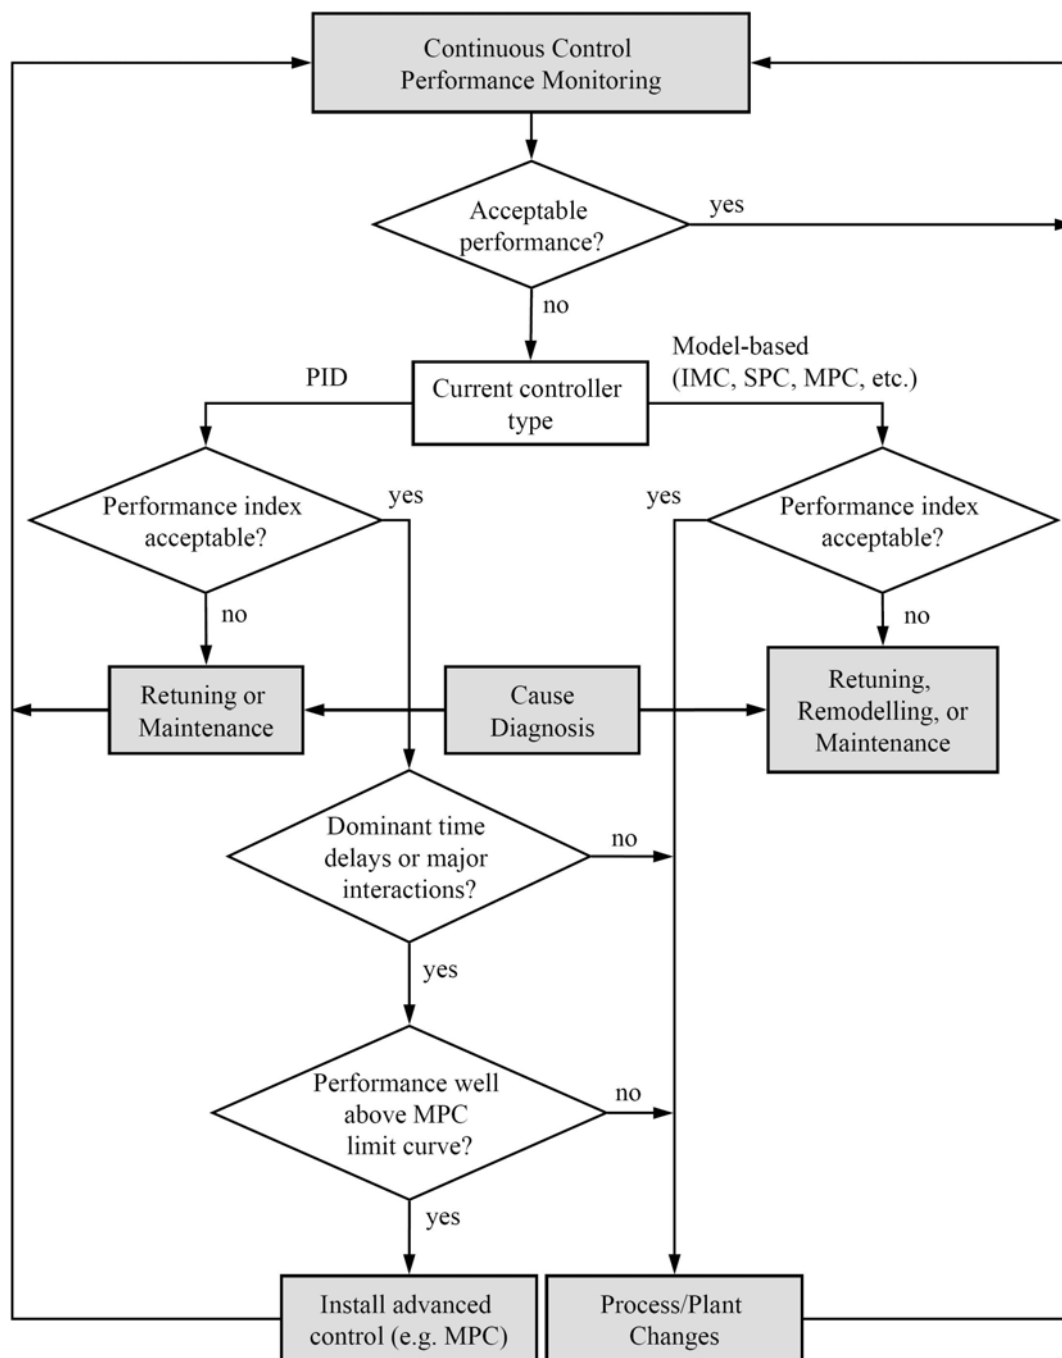 Continuous Control
Performance Monitoring
Acceptable
performance?
yes
no
PID
Current controller
type
Model-based
(IMC, SPC, MPC, etc.)
Performance index
acceptable?
yes
yes
Performance index
acceptable?
no
no
Retuning or
Maintenance
Cause
Diagnosis
Retuning,
Remodelling, or
Maintenance
Dominant time
delays or major
interactions?
no
yes
Performance well
above MPC
limit curve?
no
yes
Install advanced
control (e.g. MPC)
Process/Plant
Changes